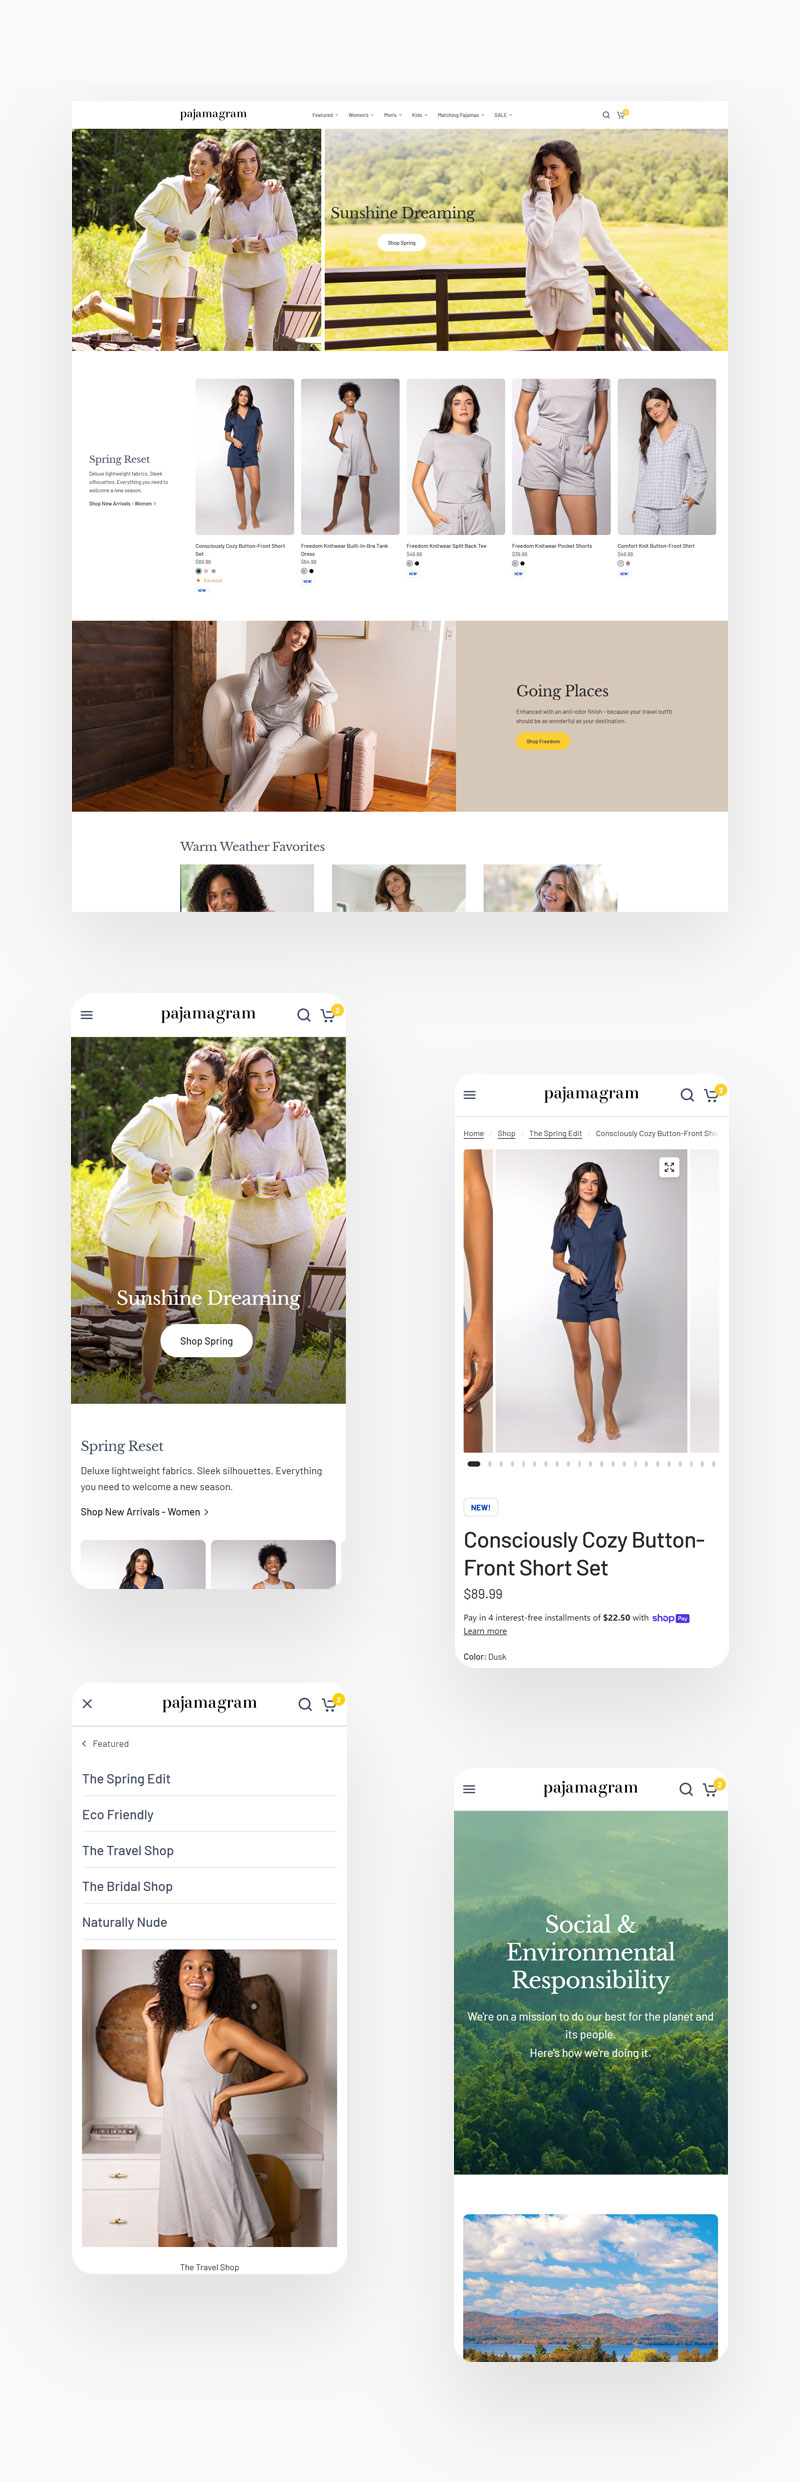 pajamagram
Featured
Women's
Men's
Kids
Matching Pajamas
SALE
Sunshine Dreaming
Shop Spring
Spring Reset
Deluxe lightweight fabrics. Sleek
silhouettes. Everything you need to
welcome a new season.
Shop New Arrivals - Women
Consciously Cozy Button-Front Short
Set
$89.99
NEW!
Freedom Knitwear Built-In-Bra Tank
Dress
$64.99
NEW!
Freedom Knitwear Split Back Tee
$49.99
NEW!
Freedom Knitwear Pocket Shorts
$39.99
NEW!
Comfort Knit Button-Front Shirt
$49.99
NEW!
Going Places
Enhanced with an anti-odor finish – because your travel outfit
should be as wonderful as your destination.
Shop Freedom
Warm Weather Favorites
pajamagram
2
Sunshine Dreaming
Shop Spring
Spring Reset
Deluxe lightweight fabrics. Sleek silhouettes. Everything
you need to welcome a new season.
Shop New Arrivals - Women
pajamagram
2
Home
Shop
The Spring Edit
Consciously Cozy Button-Front Sho
NEW!
Consciously Cozy Button-
Front Short Set
$89.99
Pay in 4 interest-free installments of $22.50 with shop Pay
Learn more
Color: Dusk
pajamagram
2
Featured
The Spring Edit
Eco Friendly
The Travel Shop
The Bridal Shop
Naturally Nude
The Travel Shop
pajamagram
2
Social &
Environmental
Responsibility
We're on a mission to do our best for the planet and
its people.
Here's how we're doing it.